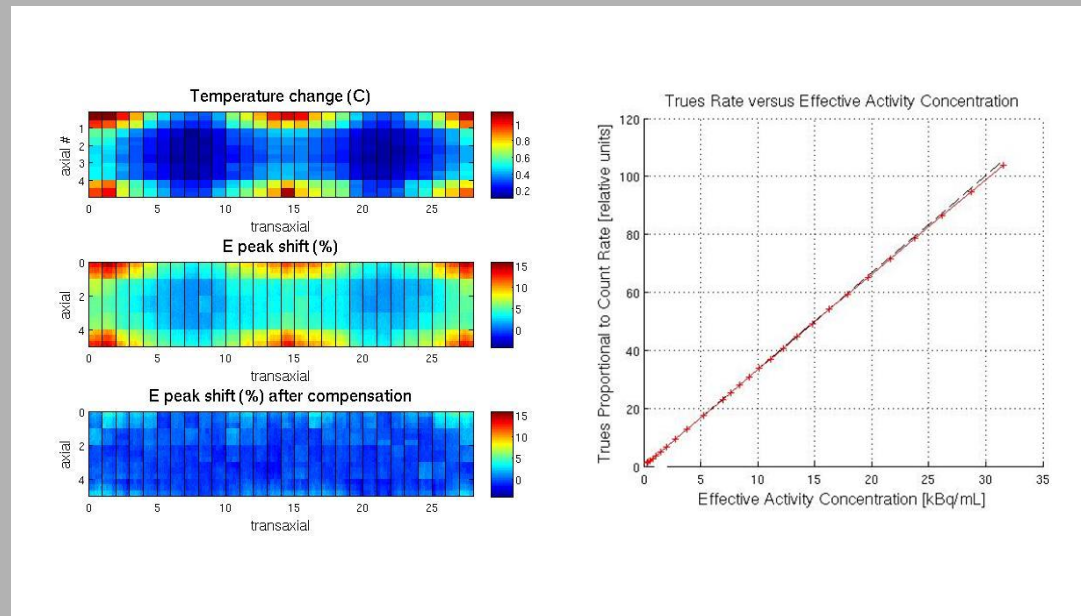 Temperature change (C)
axial #
1
2
3
4
0 5 10 15 20 25
transaxial
1
0.8
0.6
0.4
0.2
E peak shift (%)
axial
0
2
4
0 5 10 15 20 25
transaxial
15
10
5
0
E peak shift (%) after compensation
axial
0
2
4
0 5 10 15 20 25
transaxial
15
10
5
0
Trues Rate versus Effective Activity Concentration
Trues Proportional to Count Rate [relative units]
120
100
80
60
40
20
0
0 5 10 15 20 25 30 35
Effective Activity Concentration [kBq/mL]